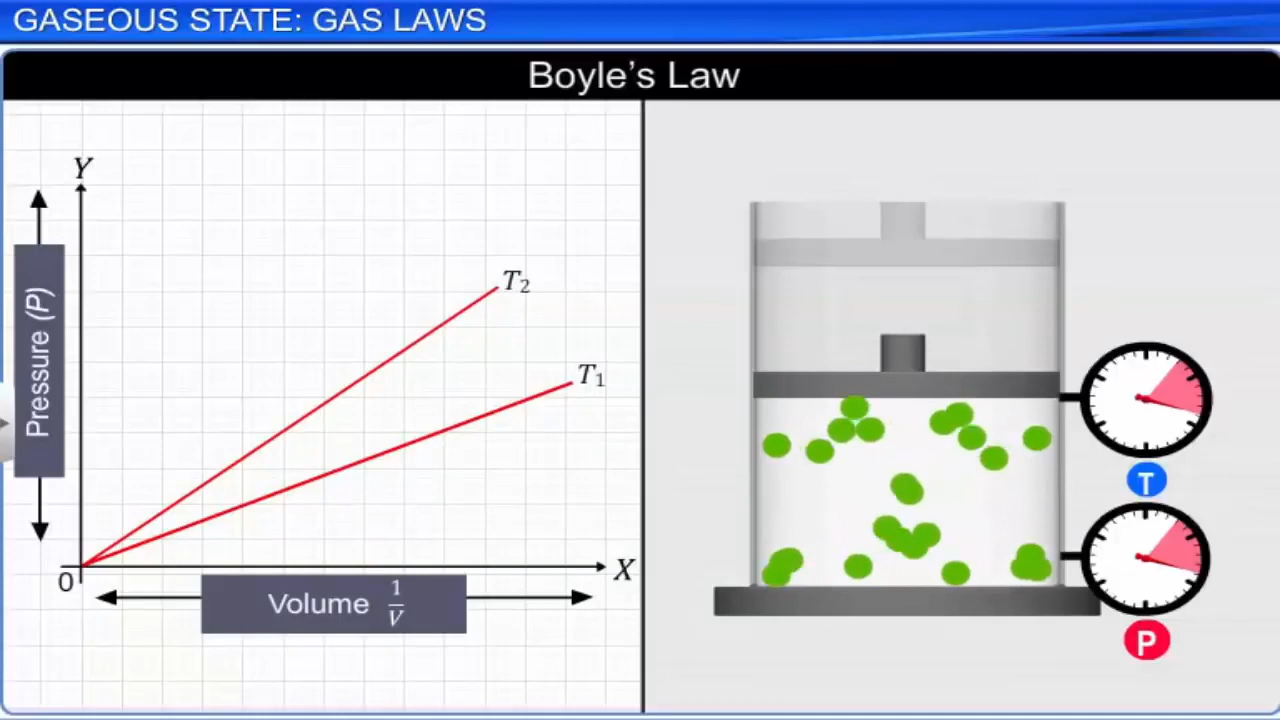 GASEOUS STATE: GAS LAWS
Boyle’s Law
Y
Pressure (P)
T₂
T₁
X
0
Volume 1/V
T
P